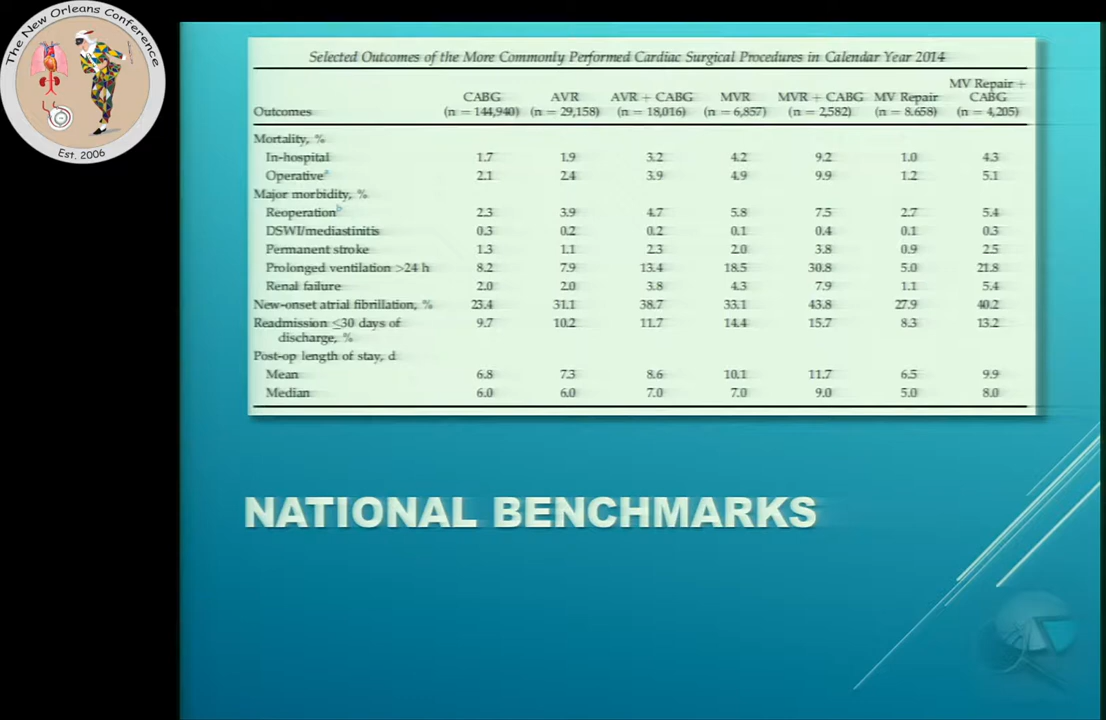 The New Orleans Conference
Est. 2006
Selected Outcomes of the More Commonly Performed Cardiac Surgical Procedures in Calendar Year 2014
Outcomes CABG (n = 144,940) AVR (n = 29,158) AVR + CABG (n = 18,016) MVR (n = 6,857) MVR + CABG (n = 2,582) MV Repair (n = 8,658) MV Repair + CABG (n = 4,205)
Mortality, %
In-hospital 1.7 1.9 3.2 4.2 9.2 1.0 4.3
Operativeᵃ 2.1 2.4 3.9 4.9 9.9 1.2 5.1
Major morbidity, %
Reoperationᵇ 2.3 3.9 4.7 5.8 7.5 2.7 5.4
DSWI/mediastinitis 0.3 0.2 0.2 0.1 0.4 0.1 0.3
Permanent stroke 1.3 1.1 2.3 2.0 3.8 0.9 2.5
Prolonged ventilation >24 h 8.2 7.9 13.4 18.5 30.8 5.0 21.8
Renal failure 2.0 2.0 3.8 4.3 7.9 1.1 5.4
New-onset atrial fibrillation, % 23.4 31.1 38.7 33.1 43.8 27.9 40.2
Readmission ≤30 days of 9.7 10.2 11.7 14.4 15.7 8.3 13.2
discharge, %
Post-op length of stay, d
Mean 6.8 7.3 8.6 10.1 11.7 6.5 9.9
Median 6.0 6.0 7.0 7.0 9.0 5.0 8.0
NATIONAL BENCHMARKS